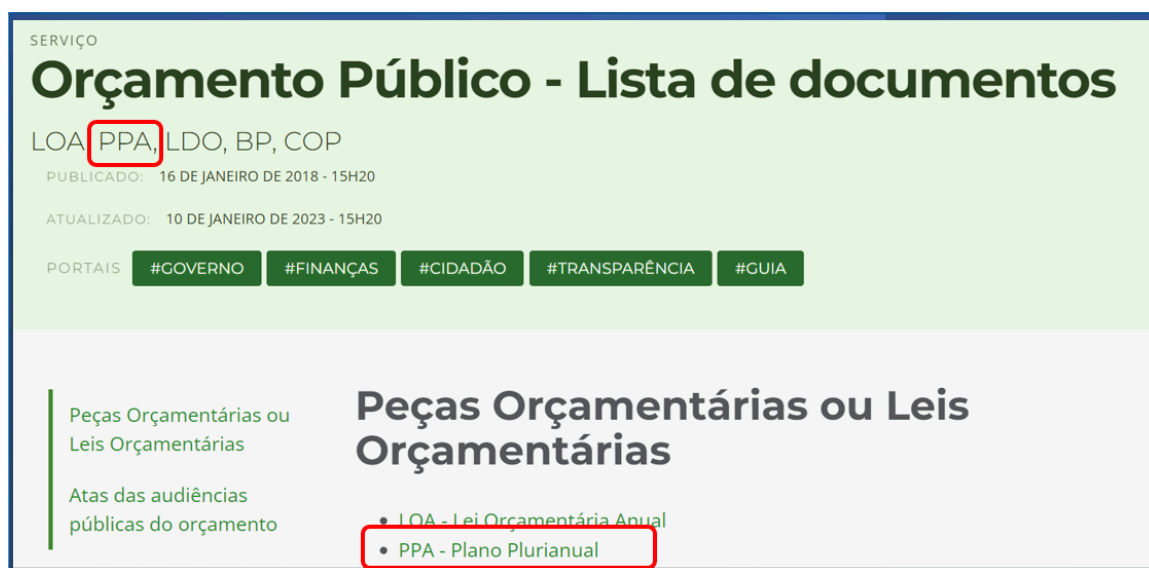 SERVIÇO
Orçamento Público - Lista de documentos
LOA, PPA, LDO, BP, COP
PUBLICADO: 16 DE JANEIRO DE 2018 - 15H20
ATUALIZADO: 10 DE JANEIRO DE 2023 - 15H20
PORTAIS #GOVERNO #FINANÇAS #CIDADÃO #TRANSPARÊNCIA #GUIA
Peças Orçamentárias ou
Leis Orçamentárias
Atas das audiências
públicas do orçamento
Peças Orçamentárias ou Leis
Orçamentárias
• LOA - Lei Orçamentária Anual
• PPA - Plano Plurianual